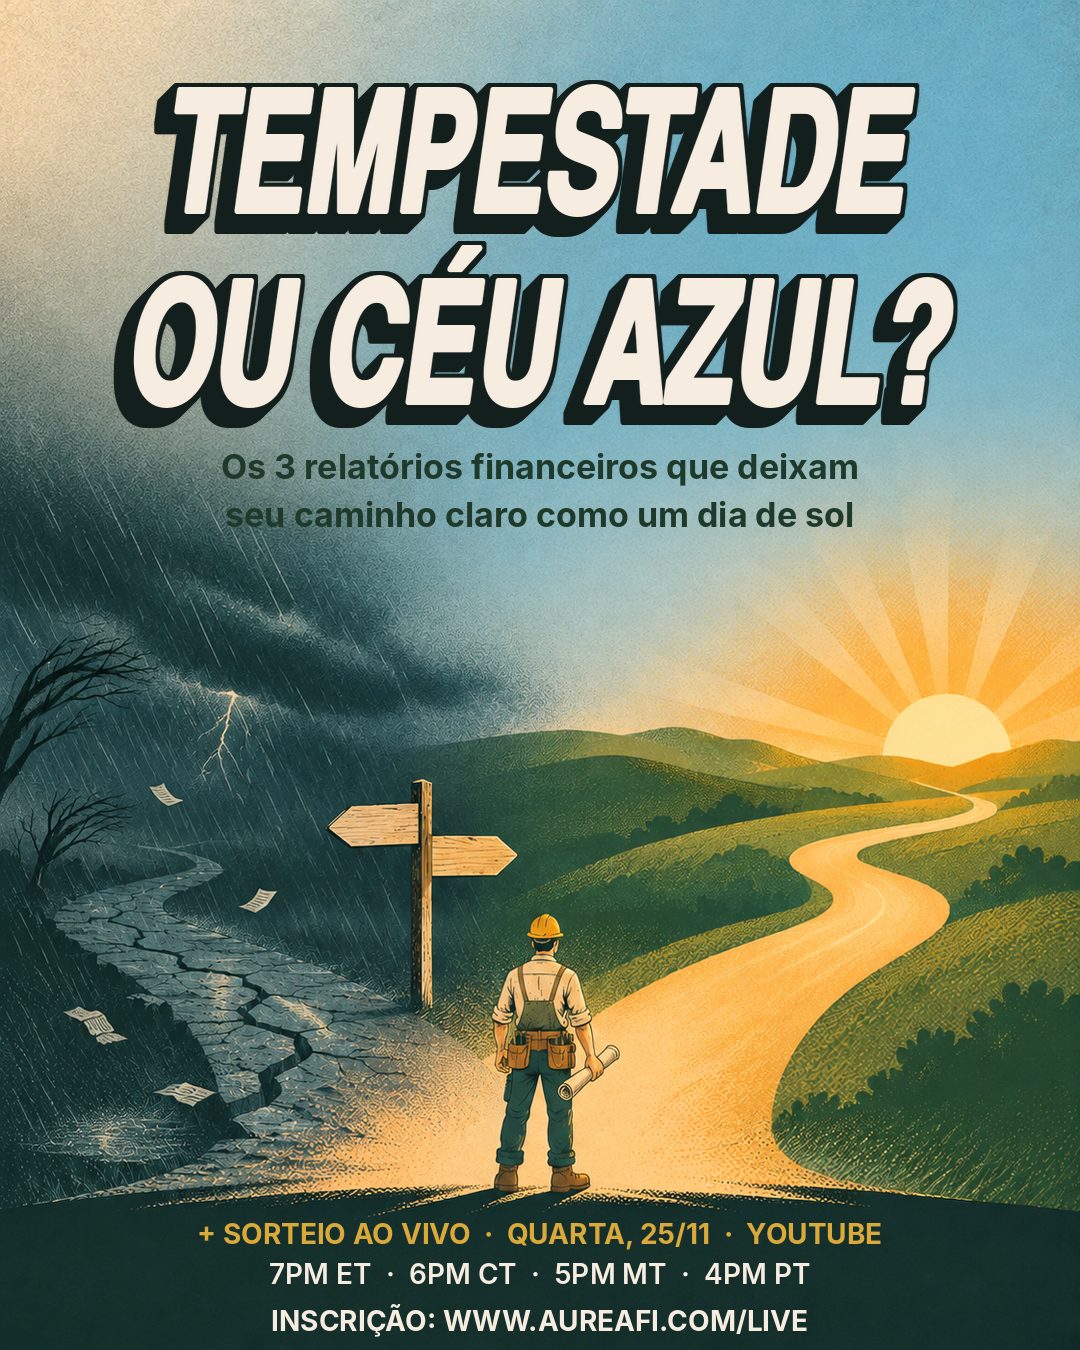 TEMPESTADE
OU CÉU AZUL?
Os 3 relatórios financeiros que deixam
seu caminho claro como um dia de sol
+ SORTEIO AO VIVO · QUARTA, 25/11 · YOUTUBE
7PM ET · 6PM CT · 5PM MT · 4PM PT
INSCRIÇÃO: WWW.AUREAFI.COM/LIVE